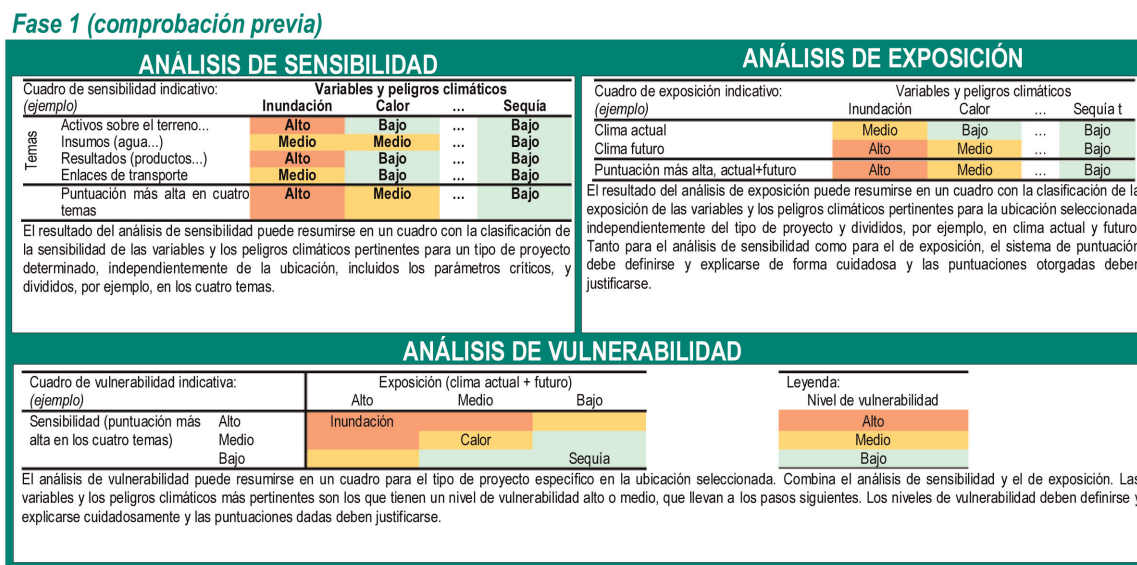 Fase 1 (comprobación previa)
ANÁLISIS DE SENSIBILIDAD
Cuadro de sensibilidad indicativo: Variables y peligros climáticos
(ejemplo) Inundación Calor ... Sequía
Temas
Activos sobre el terreno... Alto Bajo ... Bajo
Insumos (agua...) Medio Medio ... Bajo
Resultados (productos...) Alto Bajo ... Bajo
Enlaces de transporte Medio Bajo ... Bajo
Puntuación más alta en cuatro Alto Medio ... Bajo
temas
El resultado del análisis de sensibilidad puede resumirse en un cuadro con la clasificación de
la sensibilidad de las variables y los peligros climáticos pertinentes para un tipo de proyecto
determinado, independientemente de la ubicación, incluidos los parámetros críticos, y
divididos, por ejemplo, en los cuatro temas.
ANÁLISIS DE EXPOSICIÓN
Cuadro de exposición indicativo: Variables y peligros climáticos
(ejemplo) Inundación Calor ... Sequía t
Clima actual Medio Bajo ... Bajo
Clima futuro Alto Medio ... Bajo
Puntuación más alta, actual+futuro Alto Medio ... Bajo
El resultado del análisis de exposición puede resumirse en un cuadro con la clasificación de la
exposición de las variables y los peligros climáticos pertinentes para la ubicación seleccionada
independientemente del tipo de proyecto y divididos, por ejemplo, en clima actual y futuro
Tanto para el análisis de sensibilidad como para el de exposición, el sistema de puntuación
debe definirse y explicarse de forma cuidadosa y las puntuaciones otorgadas deben
justificarse.
ANÁLISIS DE VULNERABILIDAD
Cuadro de vulnerabilidad indicativa: Exposición (clima actual + futuro)
(ejemplo) Alto Medio Bajo
Sensibilidad (puntuación más Alto Inundación
alta en los cuatro temas) Medio Calor
Bajo Sequía
Leyenda:
Nivel de vulnerabilidad
Alto
Medio
Bajo
El análisis de vulnerabilidad puede resumirse en un cuadro para el tipo de proyecto específico en la ubicación seleccionada. Combina el análisis de sensibilidad y el de exposición. Las
variables y los peligros climáticos más pertinentes son los que tienen un nivel de vulnerabilidad alto o medio, que llevan a los pasos siguientes. Los niveles de vulnerabilidad deben definirse y
explicarse cuidadosamente y las puntuaciones dadas deben justificarse.